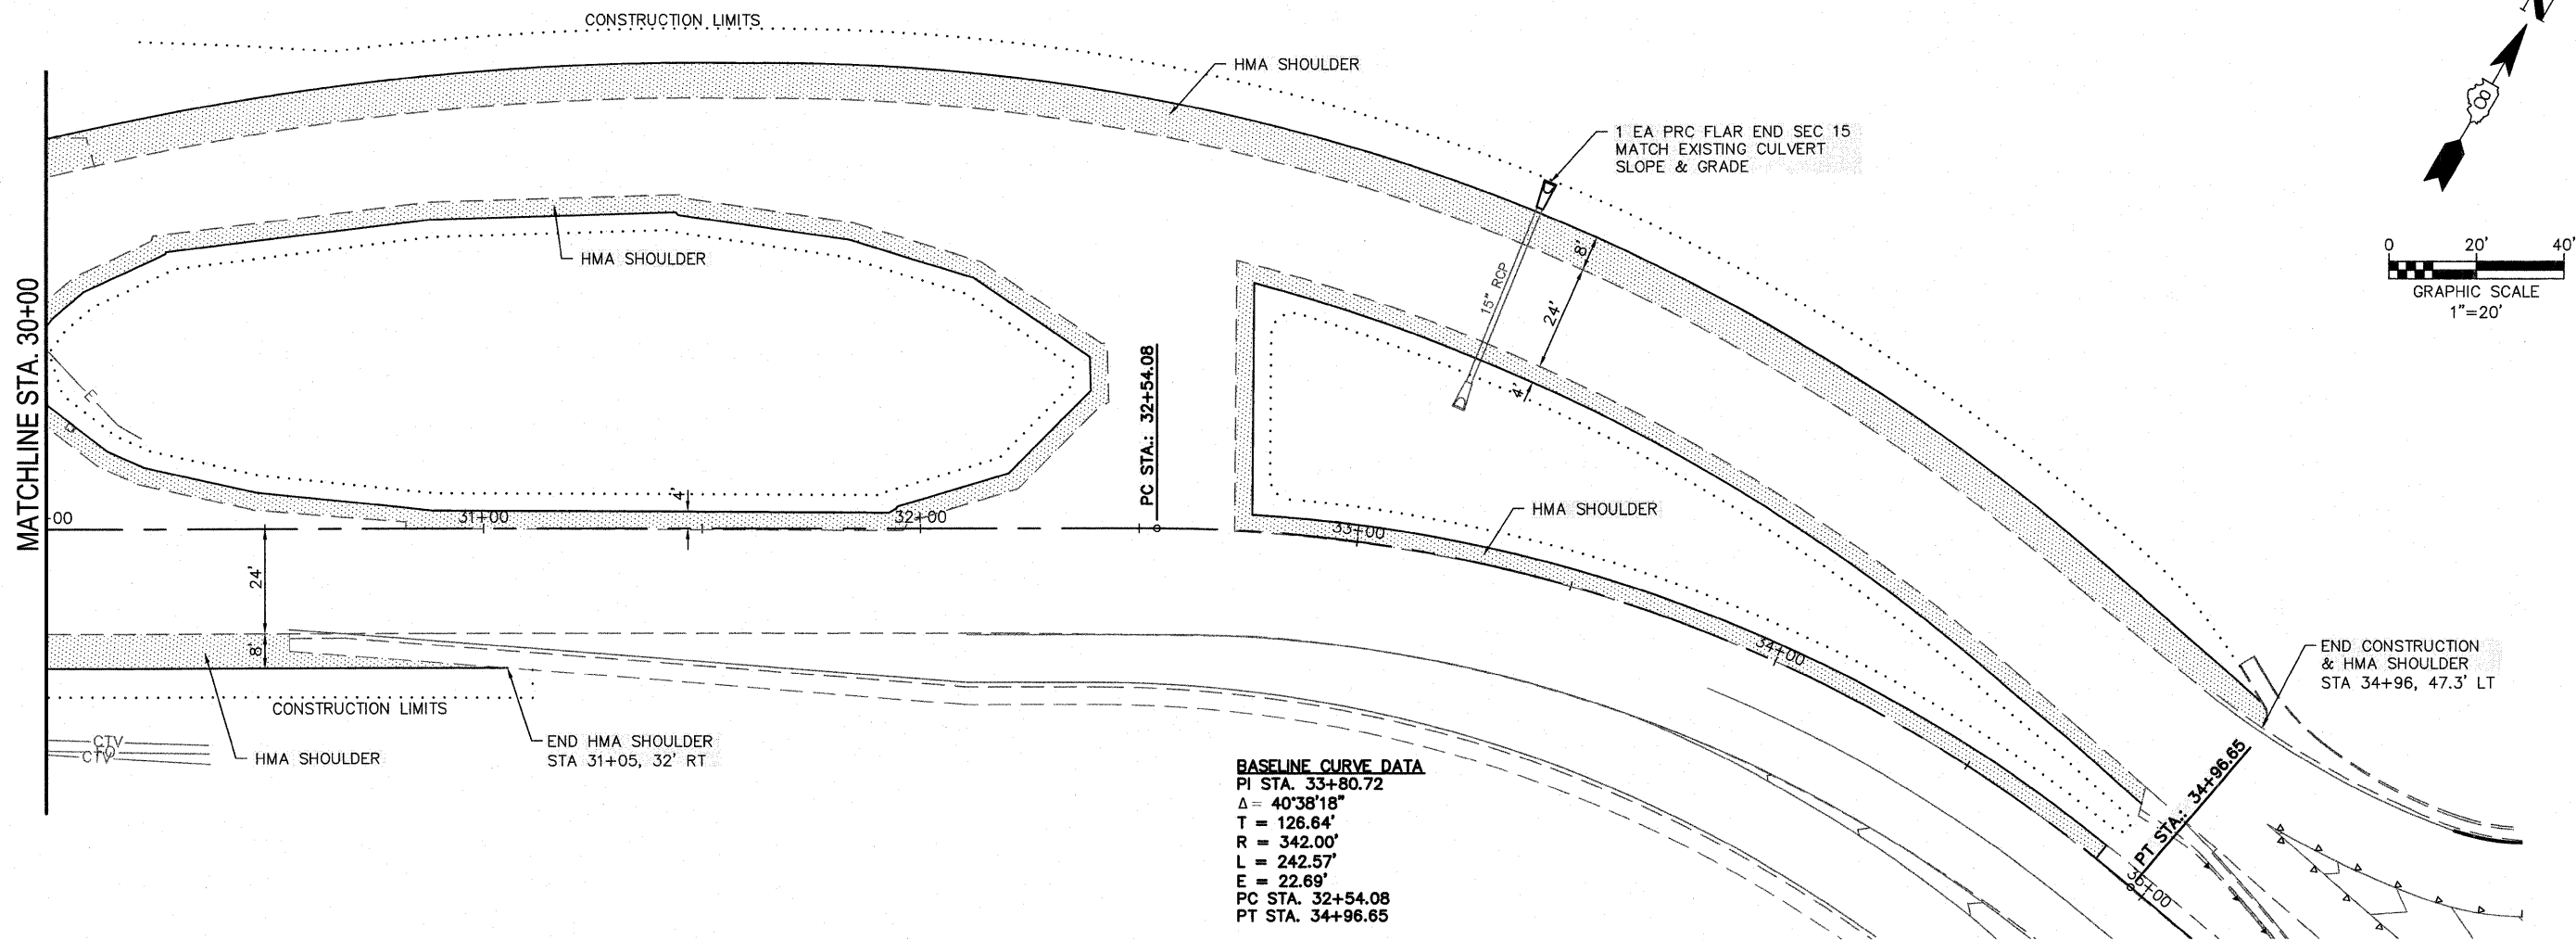 CONSTRUCTION LIMITS
HMA SHOULDER
N
1 EA PRC FLAR END SEC 15
MATCH EXISTING CULVERT
SLOPE & GRADE
0 20' 40'
GRAPHIC SCALE
1"=20'
8'
15" RCP
24'
4'
HMA SHOULDER
MATCHLINE STA. 30+00
E
PC STA.: 32+54.08
4'
00
31+00
32+00
33+00
34+00
HMA SHOULDER
24'
8'
CONSTRUCTION LIMITS
CTV
CTV
HMA SHOULDER
END HMA SHOULDER
STA 31+05, 32' RT
END CONSTRUCTION
& HMA SHOULDER
STA 34+96, 47.3' LT
PT STA.: 34+96.65
BASELINE CURVE DATA
PI STA. 33+80.72
Δ = 40°38'18"
T = 126.64'
R = 342.00'
L = 242.57'
E = 22.69'
PC STA. 32+54.08
PT STA. 34+96.65